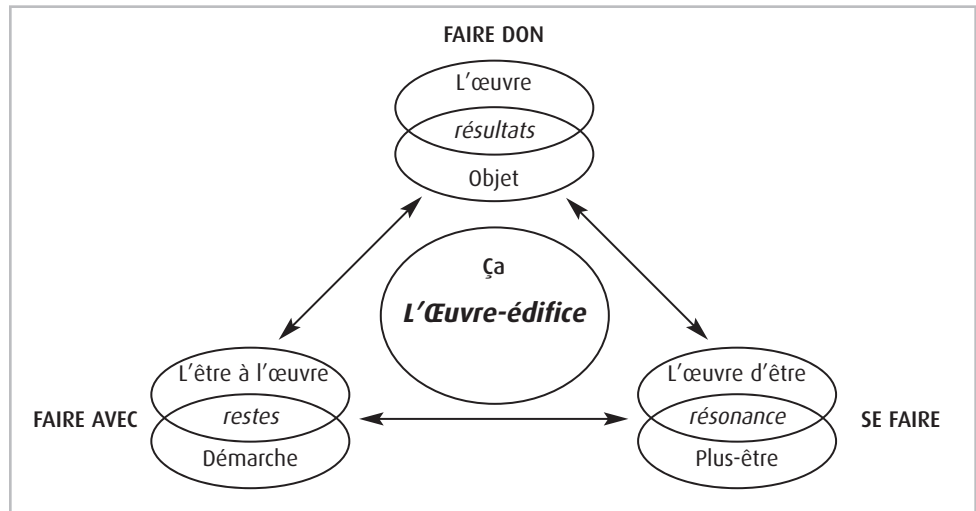 FAIRE DON
L'œuvre
résultats
Objet
Ça
L'Œuvre-édifice
L'être à l'œuvre
FAIRE AVEC
restes
Démarche
L'œuvre d'être
résonance
SE FAIRE
Plus-être